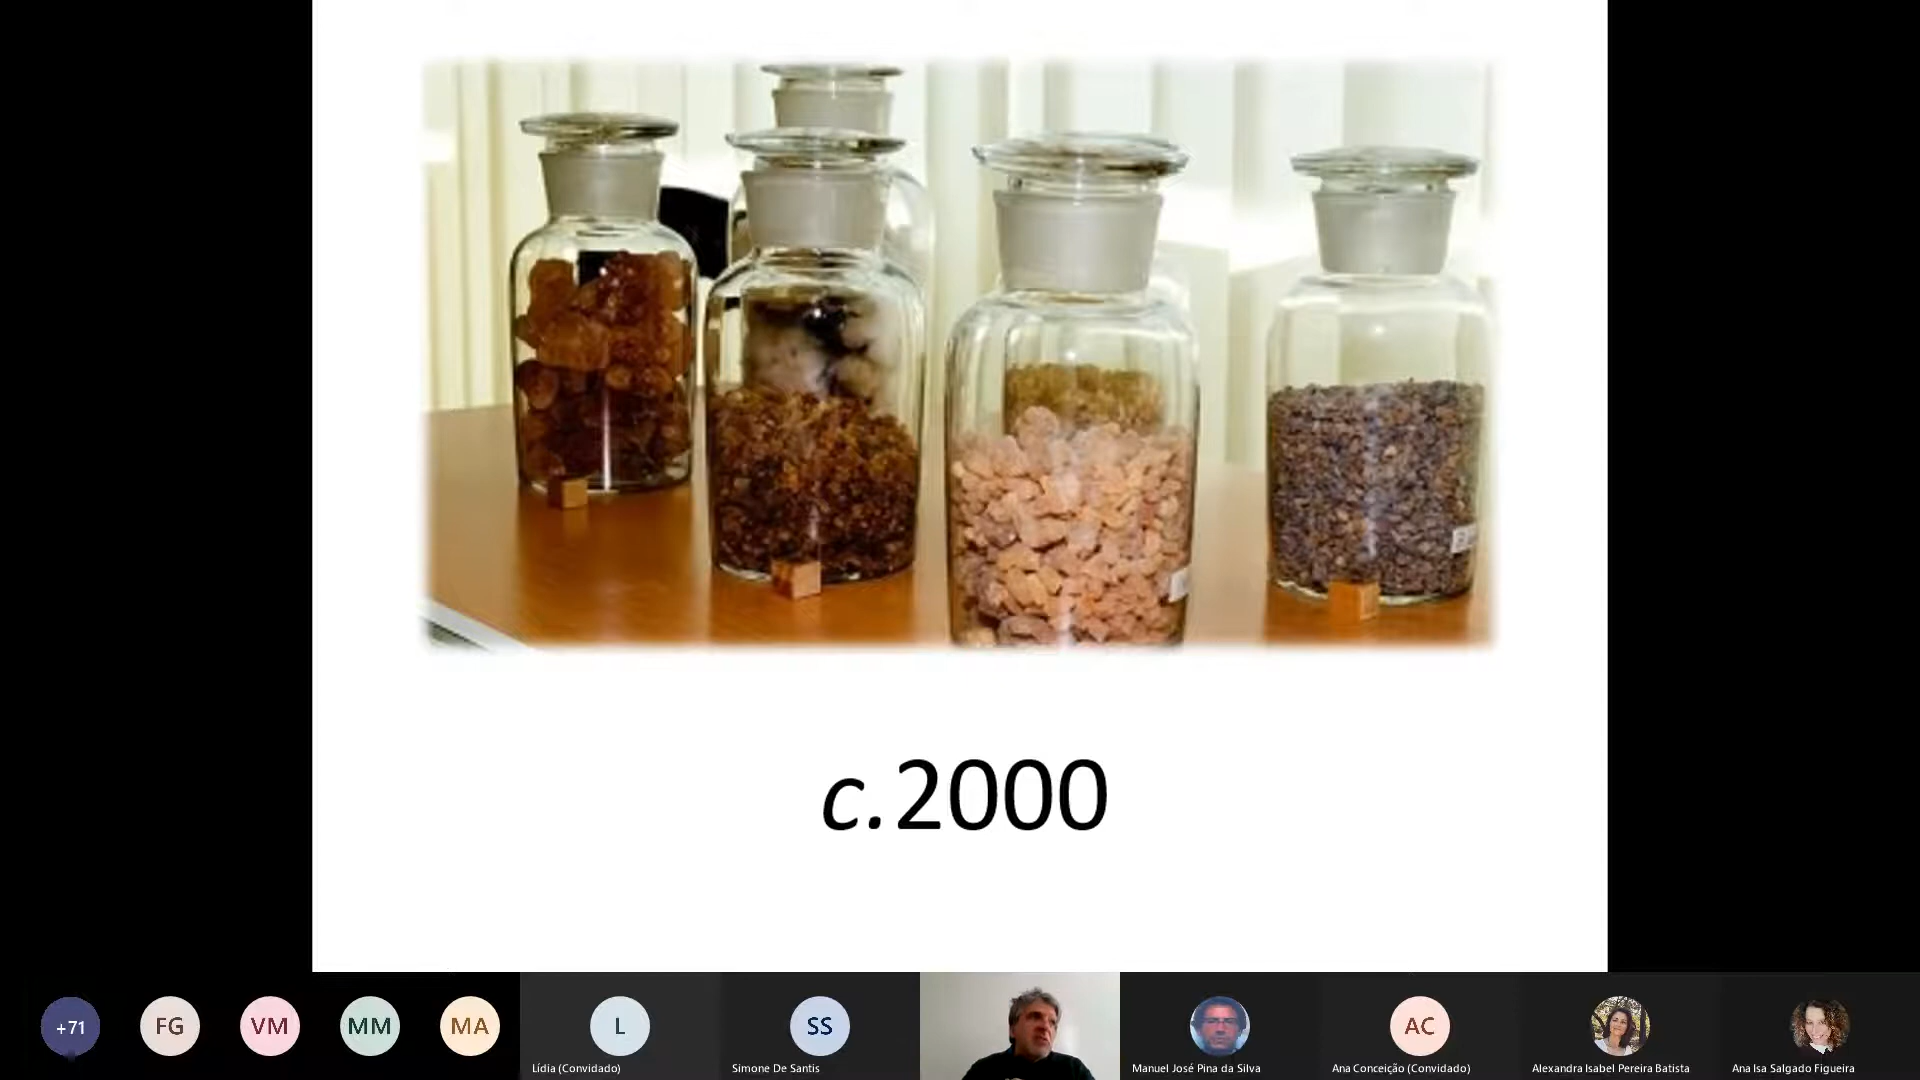 c.2000
+71
FG
VM
MM
MA
L
Lídia (Convidado)
SS
Simone De Santis
Manuel José Pina da Silva
AC
Ana Conceição (Convidado)
Alexandra Isabel Pereira Batista
Ana Isa Salgado Figueira